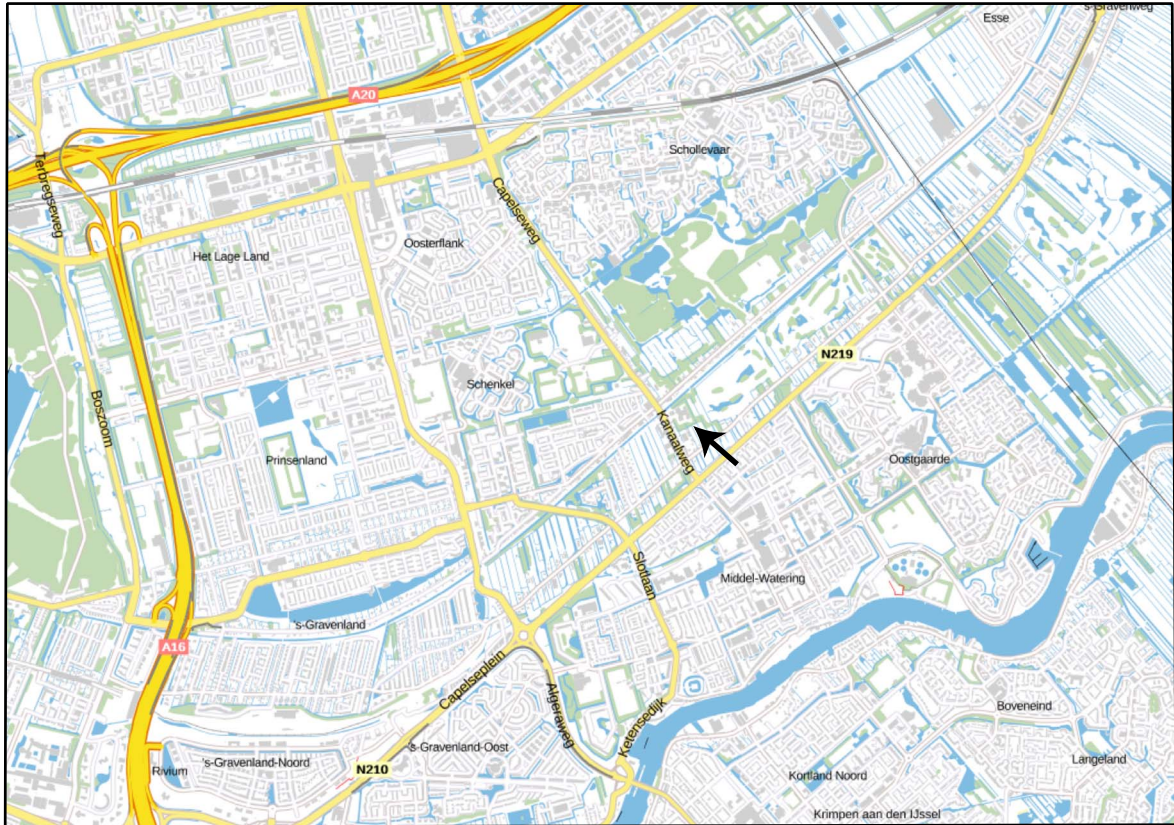 's-Gravenweg
Esse
A20
Terbregseweg
Schollevaar
Capelseweg
Oosterflank
Het Lage Land
N219
Schenkel
Boszoom
Kanaalweg
Prinsenland
Oostgaarde
Slotlaan
Middel-Watering
's-Gravenland
A16
Capelseplein
Algeraweg
Ketensedijk
Boveneind
's-Gravenland-Oost
's-Gravenland-Noord
Rivium
N210
Langeland
Kortland Noord
Krimpen aan den IJssel